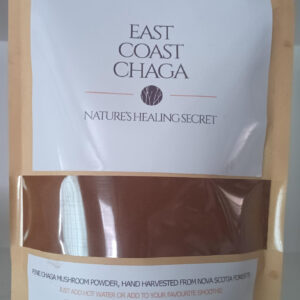 EAST
COAST
CHAGA
NATURE'S HEALING SECRET
FINE CHAGA MUSHROOM POWDER, HAND HARVESTED FROM NOVA SCOTIA FORESTS
JUST ADD HOT WATER OR ADD TO YOUR FAVOURITE SMOOTHIE